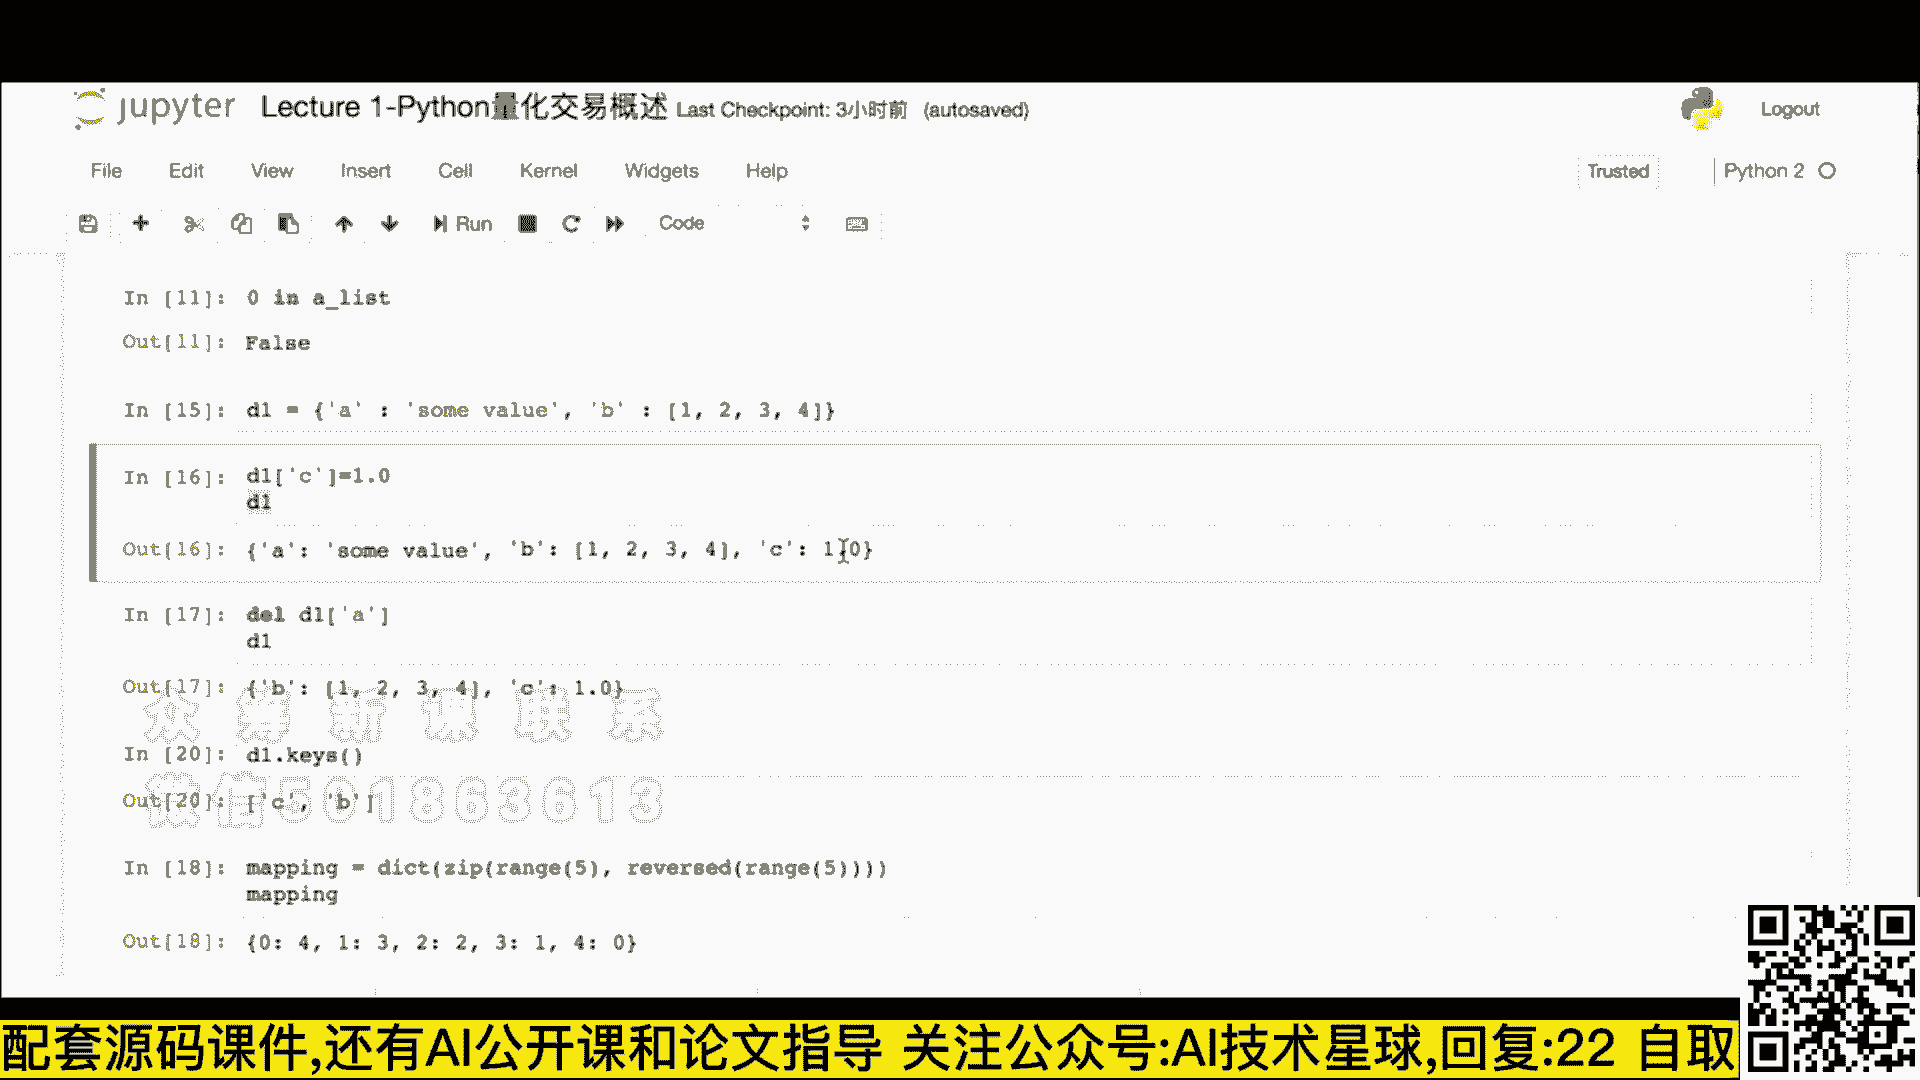 jupyter Lecture 1-Python量化交易概述 Last Checkpoint: 3小时前 (autosaved) Logout
File Edit View Insert Cell Kernel Widgets Help Trusted Python 2
Run Code
In [11]: 0 in a_list
Out[11]: False
In [15]: d1 = {'a' : 'some value', 'b' : [1, 2, 3, 4]}
In [16]: d1['c']=1.0
d1
Out[16]: {'a': 'some value', 'b': [1, 2, 3, 4], 'c': 1.0}
In [17]: del d1['a']
d1
Out[17]: {'b': [1, 2, 3, 4], 'c': 1.0}
众筹新课联系
In [20]: d1.keys()
Out[20]: ['c', 'b']
微信501863613
In [18]: mapping = dict(zip(range(5), reversed(range(5))))
mapping
Out[18]: {0: 4, 1: 3, 2: 2, 3: 1, 4: 0}
配套源码课件,还有AI公开课和论文指导 关注公众号:AI技术星球,回复:22 自取